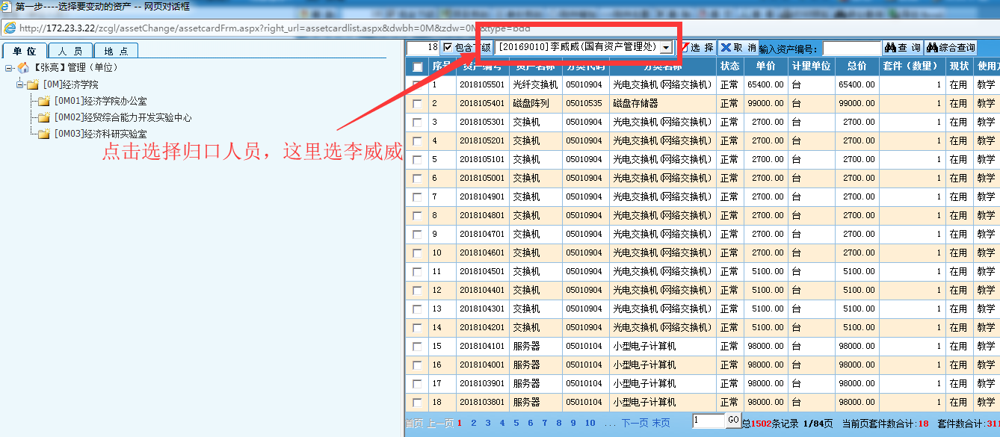 第一步----选择要变动的资产 -- 网页对话框
http://172.23.3.22/zcgl/assetChange/assetcardFrm.aspx?right_url=assetcardlist.aspx&dwbh=0M&zdw=0M&type=bdd
单 位 人 员 地 点
【张亮】管理（单位）
[0M]经济学院
[0M01]经济学院办公室
[0M02]经贸综合能力开发实验中心
[0M03]经济科研实验室
点击选择归口人员，这里选李威威
18 包含下级 [20169010]李威威(国有资产管理处) 选 择 取 消 输入资产编号: 查 询 综合查询
序号 资产编号 资产名称 分类代码 分类名称 状态 单价 计量单位 总价 套件（数量） 现状 使用方
1 2018105501 光纤交换机 05010904 光电交换机(网络交换机) 正常 65400.00 台 65400.00 1 在用 教学
2 2018105401 磁盘阵列 05010535 磁盘存储器 正常 99000.00 台 99000.00 1 在用 教学
3 2018105301 交换机 05010904 光电交换机(网络交换机) 正常 2700.00 台 2700.00 1 在用 教学
4 2018105201 交换机 05010904 光电交换机(网络交换机) 正常 2700.00 台 2700.00 1 在用 教学
5 2018105101 交换机 05010904 光电交换机(网络交换机) 正常 2700.00 台 2700.00 1 在用 教学
6 2018105001 交换机 05010904 光电交换机(网络交换机) 正常 2700.00 台 2700.00 1 在用 教学
7 2018104901 交换机 05010904 光电交换机(网络交换机) 正常 2700.00 台 2700.00 1 在用 教学
8 2018104801 交换机 05010904 光电交换机(网络交换机) 正常 2700.00 台 2700.00 1 在用 教学
9 2018104701 交换机 05010904 光电交换机(网络交换机) 正常 2700.00 台 2700.00 1 在用 教学
10 2018104601 交换机 05010904 光电交换机(网络交换机) 正常 2700.00 台 2700.00 1 在用 教学
11 2018104501 交换机 05010904 光电交换机(网络交换机) 正常 5100.00 台 5100.00 1 在用 教学
12 2018104401 交换机 05010904 光电交换机(网络交换机) 正常 5100.00 台 5100.00 1 在用 教学
13 2018104301 交换机 05010904 光电交换机(网络交换机) 正常 5100.00 台 5100.00 1 在用 教学
14 2018104201 交换机 05010904 光电交换机(网络交换机) 正常 5100.00 台 5100.00 1 在用 教学
15 2018104101 服务器 05010104 小型电子计算机 正常 98000.00 台 98000.00 1 在用 教学
16 2018104001 服务器 05010104 小型电子计算机 正常 98000.00 台 98000.00 1 在用 教学
17 2018103901 服务器 05010104 小型电子计算机 正常 98000.00 台 98000.00 1 在用 教学
18 2018103801 服务器 05010104 小型电子计算机 正常 98000.00 台 98000.00 1 在用 教学
首页 上一页 1 2 3 4 5 6 7 8 9 10 ... 下一页 末页 1 GO 总1502条记录 1/84页 当前页套件数合计:18 套件数合计:311